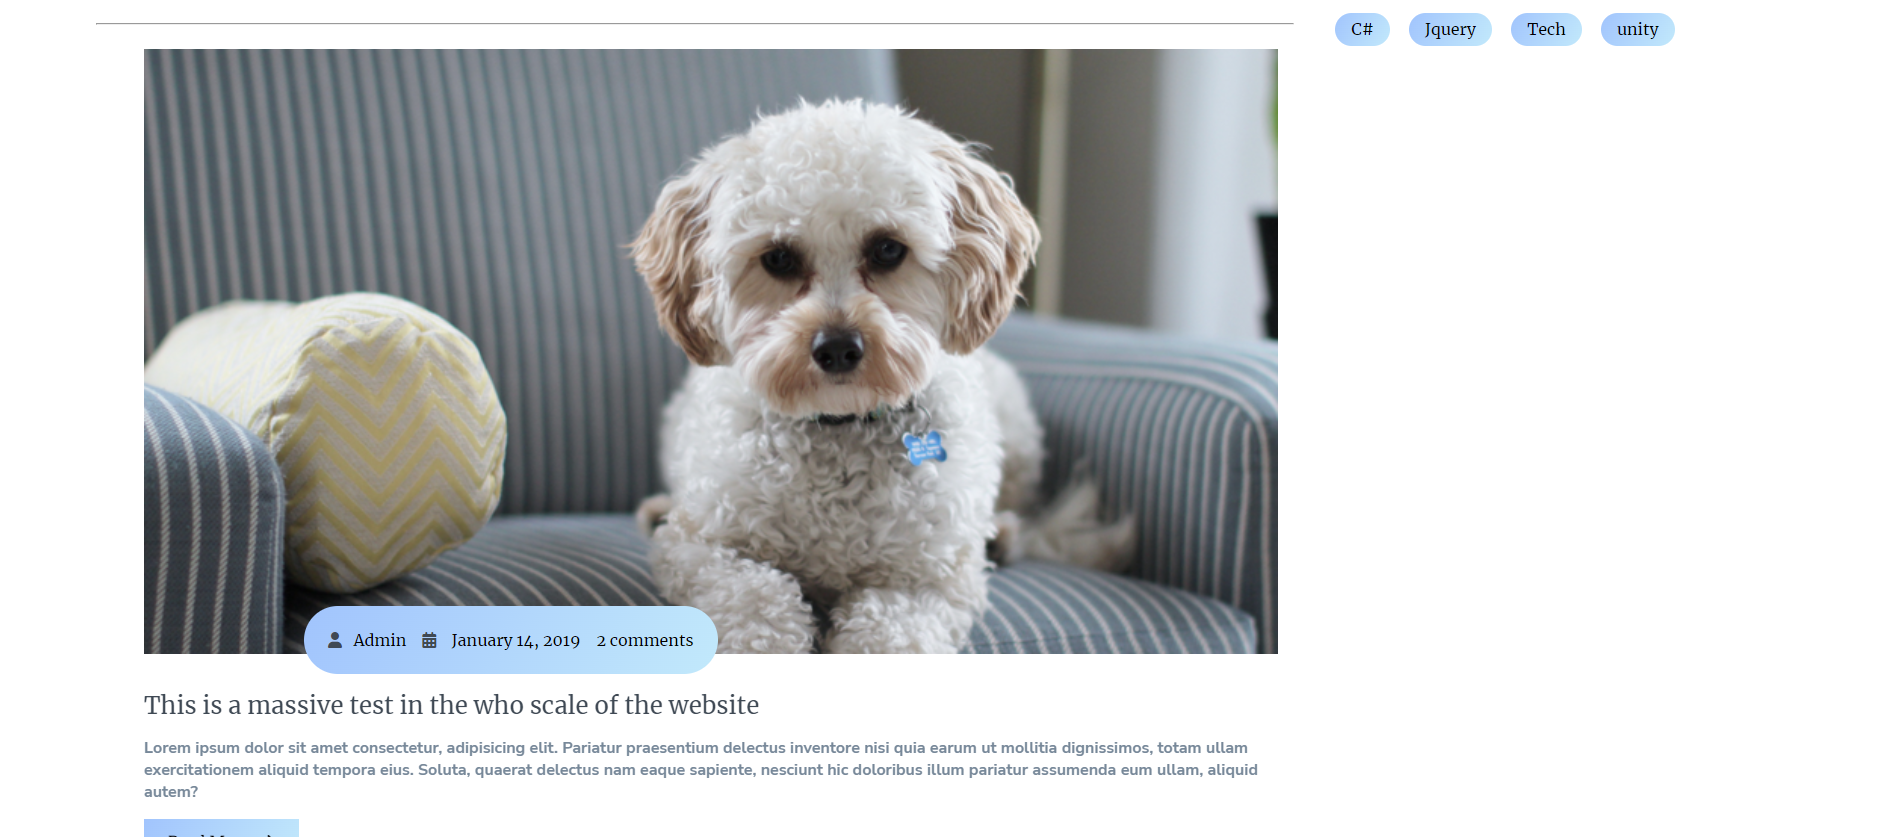 C# Jquery Tech unity
Admin January 14, 2019 2 comments
This is a massive test in the who scale of the website
Lorem ipsum dolor sit amet consectetur, adipisicing elit. Pariatur praesentium delectus inventore nisi quia earum ut mollitia dignissimos, totam ullam
exercitationem aliquid tempora eius. Soluta, quaerat delectus nam eaque sapiente, nesciunt hic doloribus illum pariatur assumenda eum ullam, aliquid
autem?